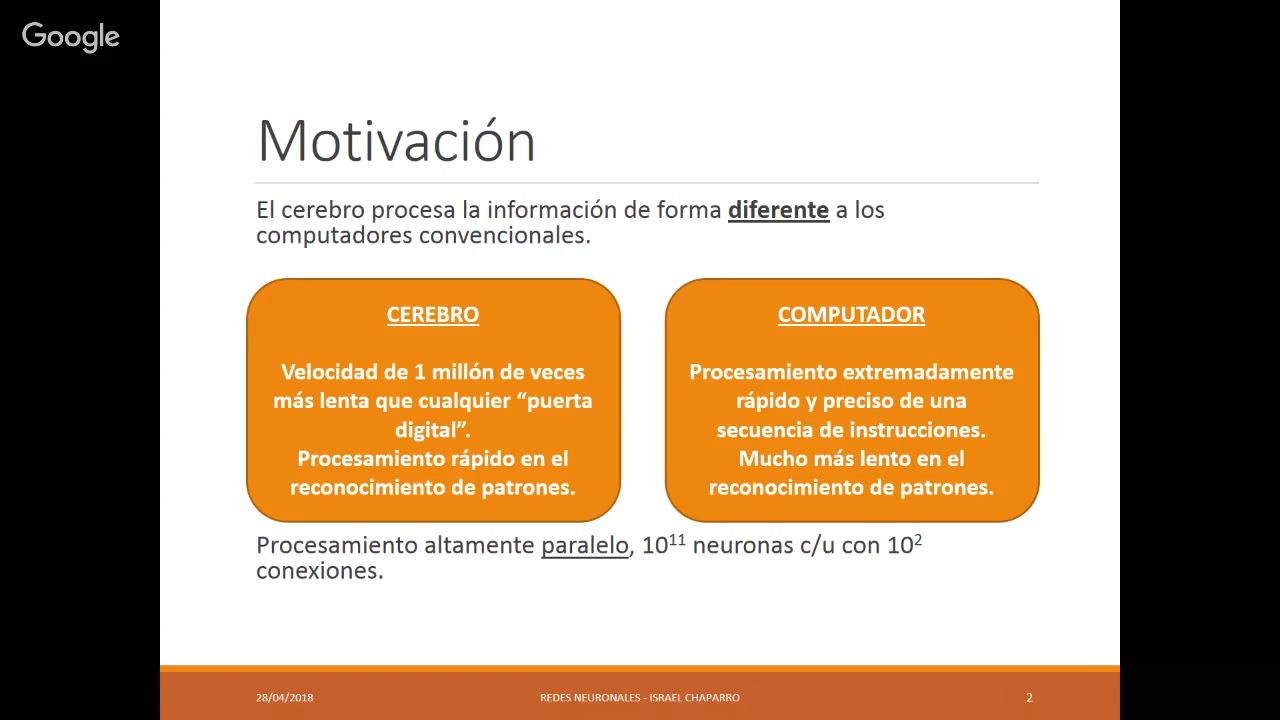 Google
Motivación
El cerebro procesa la información de forma diferente a los
computadores convencionales.
CEREBRO
Velocidad de 1 millón de veces
más lenta que cualquier “puerta
digital”.
Procesamiento rápido en el
reconocimiento de patrones.
COMPUTADOR
Procesamiento extremadamente
rápido y preciso de una
secuencia de instrucciones.
Mucho más lento en el
reconocimiento de patrones.
Procesamiento altamente paralelo, 10¹¹ neuronas c/u con 10²
conexiones.
28/04/2018
REDES NEURONALES - ISRAEL CHAPARRO
2